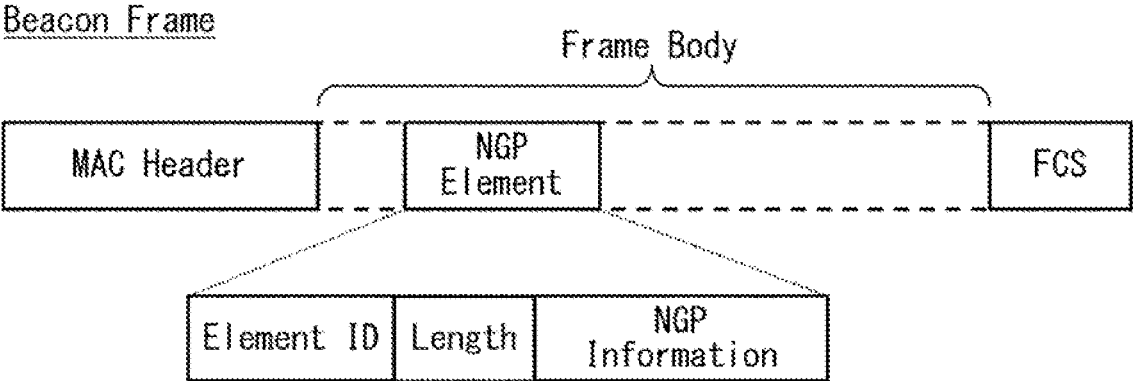 Beacon Frame
Frame Body
MAC Header
NGP
Element
FCS
Element ID
Length
NGP
Information